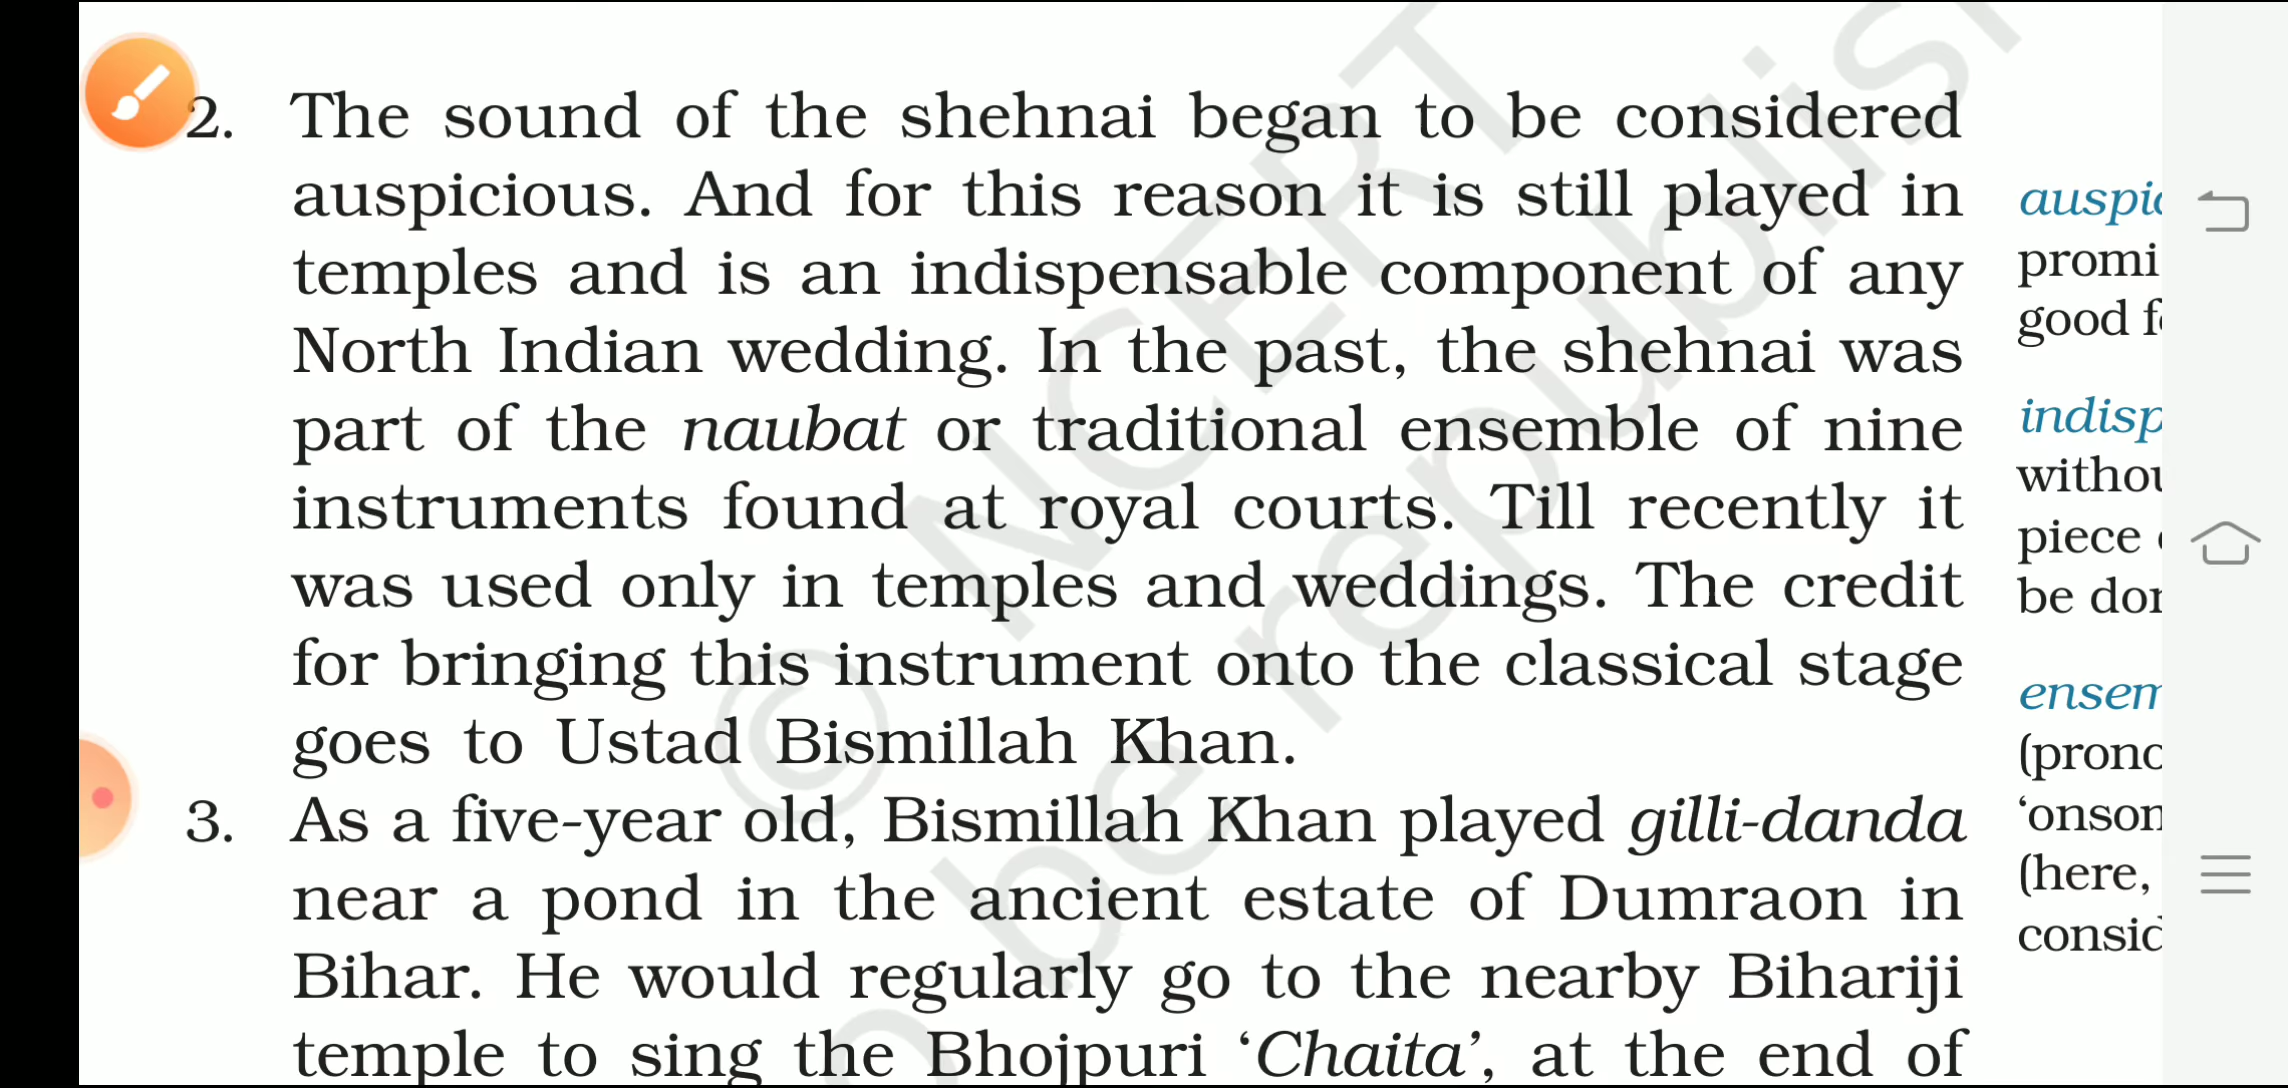 2. The sound of the shehnai began to be considered
auspicious. And for this reason it is still played in
temples and is an indispensable component of any
North Indian wedding. In the past, the shehnai was
part of the naubat or traditional ensemble of nine
instruments found at royal courts. Till recently it
was used only in temples and weddings. The credit
for bringing this instrument onto the classical stage
goes to Ustad Bismillah Khan.
3. As a five-year old, Bismillah Khan played gilli-danda
near a pond in the ancient estate of Dumraon in
Bihar. He would regularly go to the nearby Bihariji
temple to sing the Bhojpuri ‘Chaita’, at the end of
good
piece
(here,
© NCERT
be republis